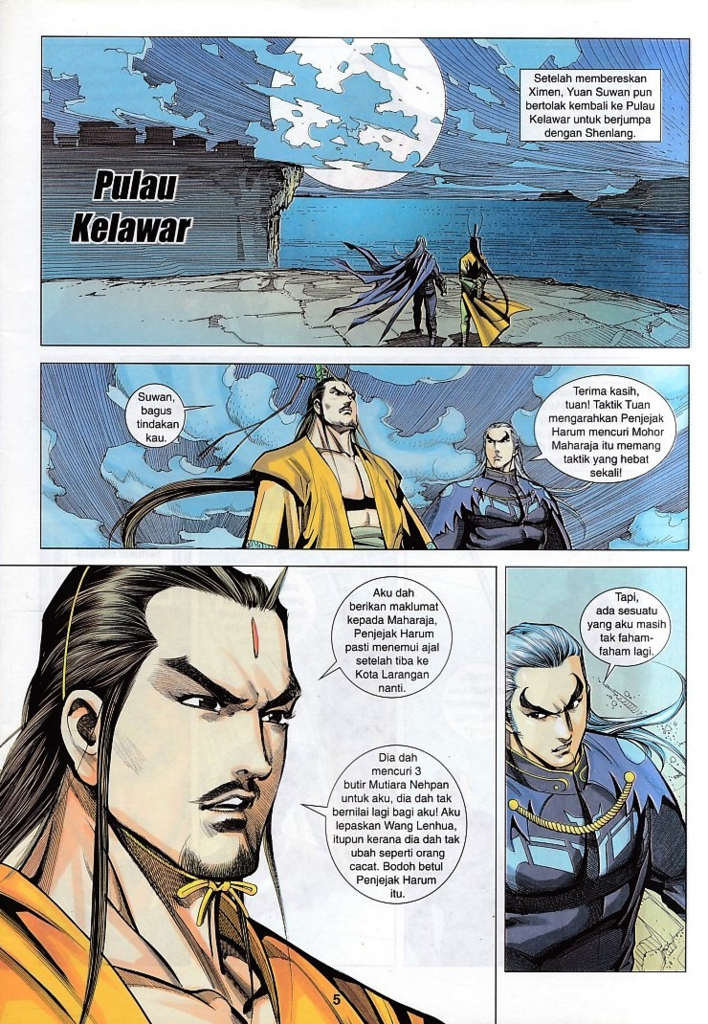 Setelah membereskan
Ximen, Yuan Suwan pun
bertolak kembali ke Pulau
Kelawar untuk berjumpa
dengan Shenlang.
Pulau
Kelawar
Suwan,
bagus
tindakan
kau.
Terima kasih,
tuan! Taktik Tuan
mengarahkan Penjejak
Harum mencuri Mohor
Maharaja itu memang
taktik yang hebat
sekali!
Aku dah
berikan maklumat
kepada Maharaja,
Penjejak Harum
pasti menemui ajal
setelah tiba ke
Kota Larangan
nanti.
Dia dah
mencuri 3
butir Mutiara Nehpan
untuk aku, dia dah tak
bernilai lagi bagi aku! Aku
lepaskan Wang Lenhua,
itupun kerana dia dah tak
ubah seperti orang
cacat. Bodoh betul
Penjejak Harum
itu.
Tapi,
ada sesuatu
yang aku masih
tak faham-
faham lagi.
5